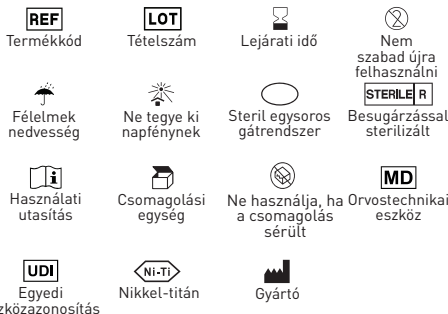 REF
Termékkód
LOT
Tételszám
Lejárati idő
2
Nem
szabad újra
felhasználni
Félelmek
nedvesség
Ne tegye ki
napfénynek
Steril egysoros
gátrendszer
STERILE R
Besugárzással
sterilizált
i
Használati
utasítás
Csomagolási
egység
Ne használja, ha
a csomagolás
sérült
MD
Orvostechnikai
eszköz
UDI
Egyedi
zközazonosítás
Ni-Ti
Nikkel-titán
Gyártó